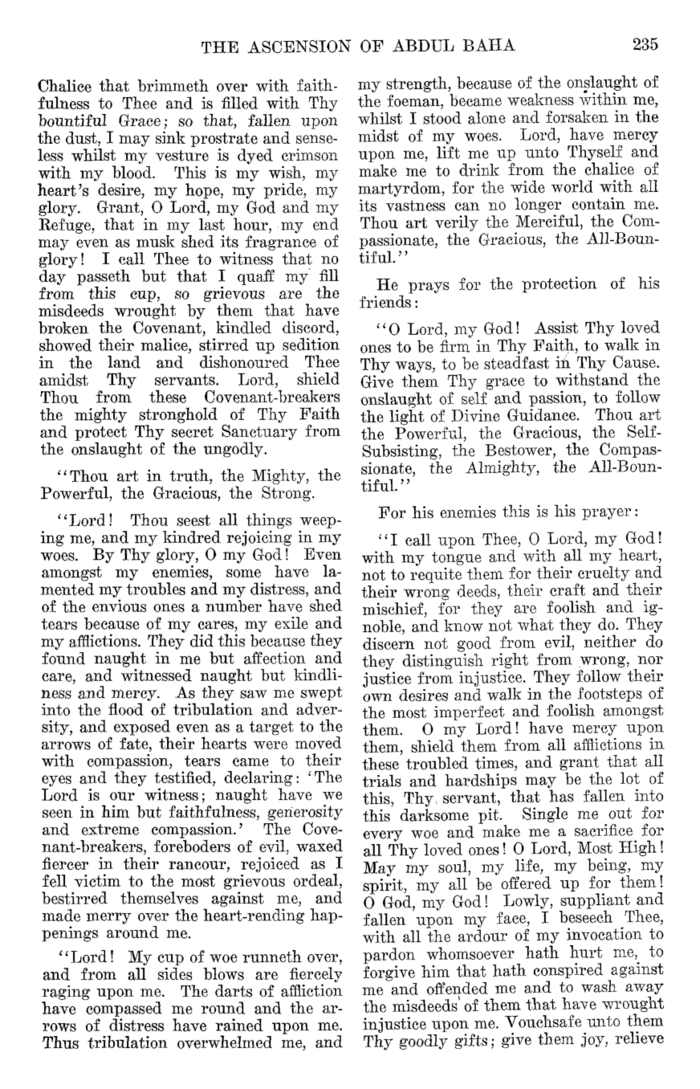 THE ASCENSION OF ABDUL BAHA 235
Chalice that brimmeth over with faith-
fulness to Thee and is filled with Thy
bountiful Grace; so that, fallen upon
the dust, I may sink prostrate and sense-
less whilst my vesture is dyed crimson
with my blood. This is my wish, my
heart's desire, my hope, my pride, my
glory. Grant, O Lord, my God and my
Refuge, that in my last hour, my end
may even as musk shed its fragrance of
glory! I call Thee to witness that no
day passeth but that I quaff my fill
from this cup, so grievous are the
misdeeds wrought by them that have
broken the Covenant, kindled discord,
showed their malice, stirred up sedition
in the land and dishonoured Thee
amidst Thy servants. Lord, shield
Thou from these Covenant-breakers
the mighty stronghold of Thy Faith
and protect Thy secret Sanctuary from
the onslaught of the ungodly.
"Thou art in truth, the Mighty, the
Powerful, the Gracious, the Strong.
"Lord! Thou seest all things weep-
ing me, and my kindred rejoicing in my
woes. By Thy glory, O my God! Even
amongst my enemies, some have la-
mented my troubles and my distress, and
of the envious ones a number have shed
tears because of my cares, my exile and
my afflictions. They did this because they
found naught in me but affection and
care, and witnessed naught but kindli-
ness and mercy. As they saw me swept
into the flood of tribulation and adver-
sity, and exposed even as a target to the
arrows of fate, their hearts were moved
with compassion, tears came to their
eyes and they testified, declaring: 'The
Lord is our witness; naught have we
seen in him but faithfulness, generosity
and extreme compassion.' The Cove-
nant-breakers, foreboders of evil, waxed
fiercer in their rancour, rejoiced as I
fell victim to the most grievous ordeal,
bestirred themselves against me, and
made merry over the heart-rending hap-
penings around me.
"Lord! My cup of woe runneth over,
and from all sides blows are fiercely
raging upon me. The darts of affliction
have compassed me round and the ar-
rows of distress have rained upon me.
Thus tribulation overwhelmed me, and
my strength, because of the onslaught of
the foeman, became weakness within me,
whilst I stood alone and forsaken in the
midst of my woes. Lord, have mercy
upon me, lift me up unto Thyself and
make me to drink from the chalice of
martyrdom, for the wide world with all
its vastness can no longer contain me.
Thou art verily the Merciful, the Com-
passionate, the Gracious, the All-Boun-
tiful."
He prays for the protection of his
friends:
"O Lord, my God! Assist Thy loved
ones to be firm in Thy Faith, to walk in
Thy ways, to be steadfast in Thy Cause.
Give them Thy grace to withstand the
onslaught of self and passion, to follow
the light of Divine Guidance. Thou art
the Powerful, the Gracious, the Self-
Subsisting, the Bestower, the Compas-
sionate, the Almighty, the All-Boun-
tiful."
For his enemies this is his prayer:
"I call upon Thee, O Lord, my God!
with my tongue and with all my heart,
not to requite them for their cruelty and
their wrong deeds, their craft and their
mischief, for they are foolish and ig-
noble, and know not what they do. They
discern not good from evil, neither do
they distinguish right from wrong, nor
justice from injustice. They follow their
own desires and walk in the footsteps of
the most imperfect and foolish amongst
them. O my Lord! have mercy upon
them, shield them from all afflictions in
these troubled times, and grant that all
trials and hardships may be the lot of
this, Thy servant, that has fallen into
this darksome pit. Single me out for
every woe and make me a sacrifice for
all Thy loved ones! O Lord, Most High!
May my soul, my life, my being, my
spirit, my all be offered up for them!
O God, my God! Lowly, suppliant and
fallen upon my face, I beseech Thee,
with all the ardour of my invocation to
pardon whomsoever hath hurt me, to
forgive him that hath conspired against
me and offended me and to wash away
the misdeeds of them that have wrought
injustice upon me. Vouchsafe unto them
Thy goodly gifts; give them joy, relieve